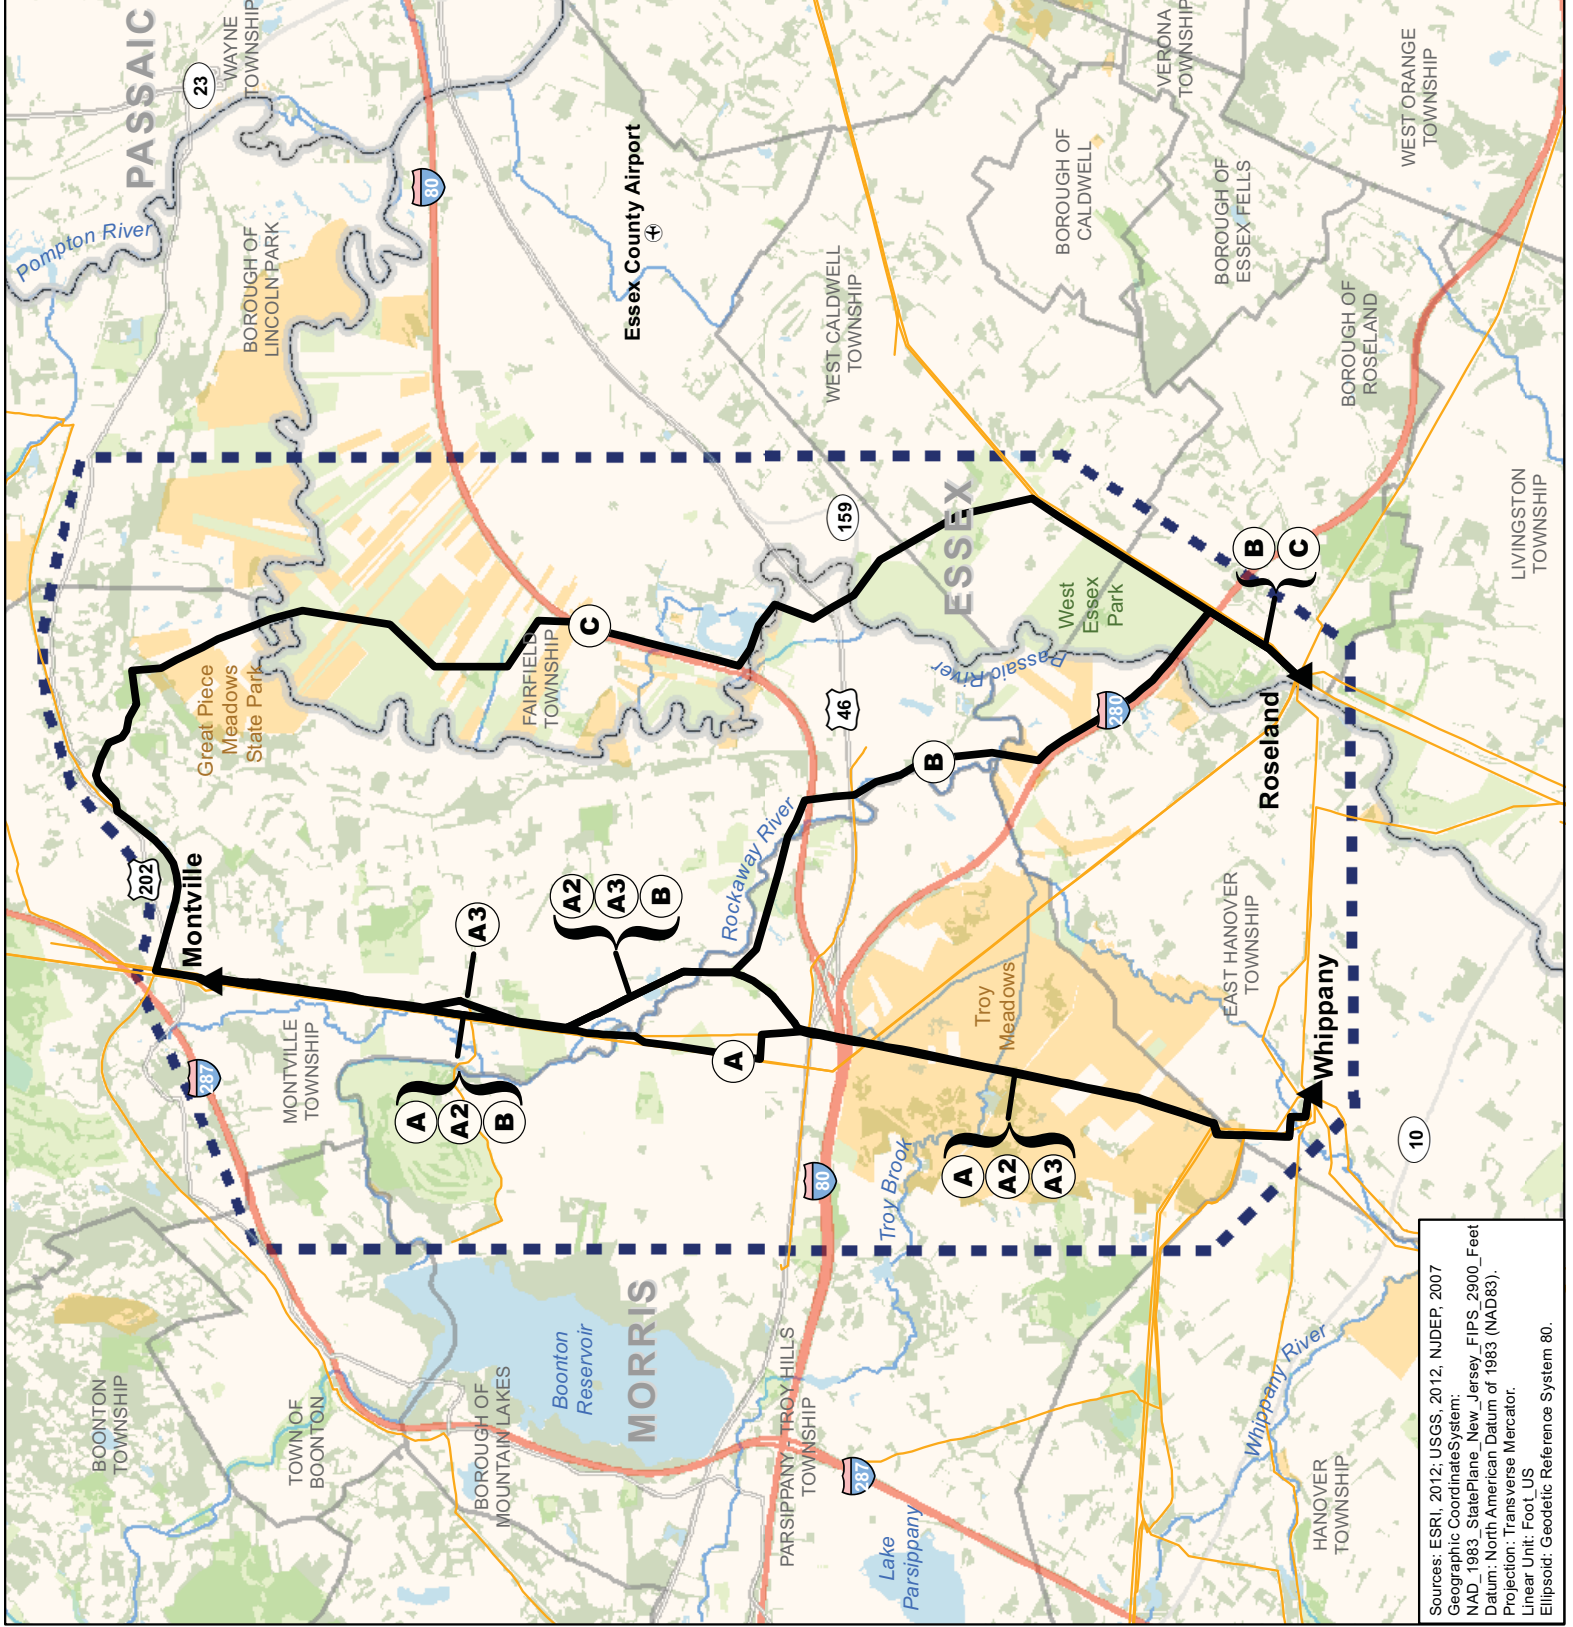 PASSAIC
WAYNE
TOWNSHIP
23
Pompton River
BOROUGH OF
LINCOLN PARK
80
Essex County Airport
VERONA
TOWNSHIP
WEST ORANGE
TOWNSHIP
BOROUGH OF
CALDWELL
BOROUGH OF
ESSEX FELLS
WEST CALDWELL
TOWNSHIP
BOROUGH OF
ROSELAND
LIVINGSTON
TOWNSHIP
159
ESSEX
West
Essex
Park
B
C
C
FAIRFIELD
TOWNSHIP
Great Piece
Meadows
State Park
Passaic River
46
280
B
Roseland
Rockaway River
202
Montville
A3
A2
A3
B
EAST HANOVER
TOWNSHIP
Troy
Meadows
Whippany
A
MONTVILLE
TOWNSHIP
287
A
A2
B
A
A2
A3
10
80
Troy Brook
MORRIS
Boonton
Reservoir
BOONTON
TOWNSHIP
TOWN OF
BOONTON
BOROUGH OF
MOUNTAIN LAKES
PARSIPPANY - TROY HILLS
TOWNSHIP
287
Lake
Parsippany
Whippany River
HANOVER
TOWNSHIP
Sources: ESRI, 2012; USGS, 2012, NJDEP, 2007
Geographic CoordinateSystem:
NAD_1983_StatePlane_New_Jersey_FIPS_2900_Feet
Datum: North American Datum of 1983 (NAD83).
Projection: Transverse Mercator.
Linear Unit: Foot_US
Ellipsoid: Geodetic Reference System 80.